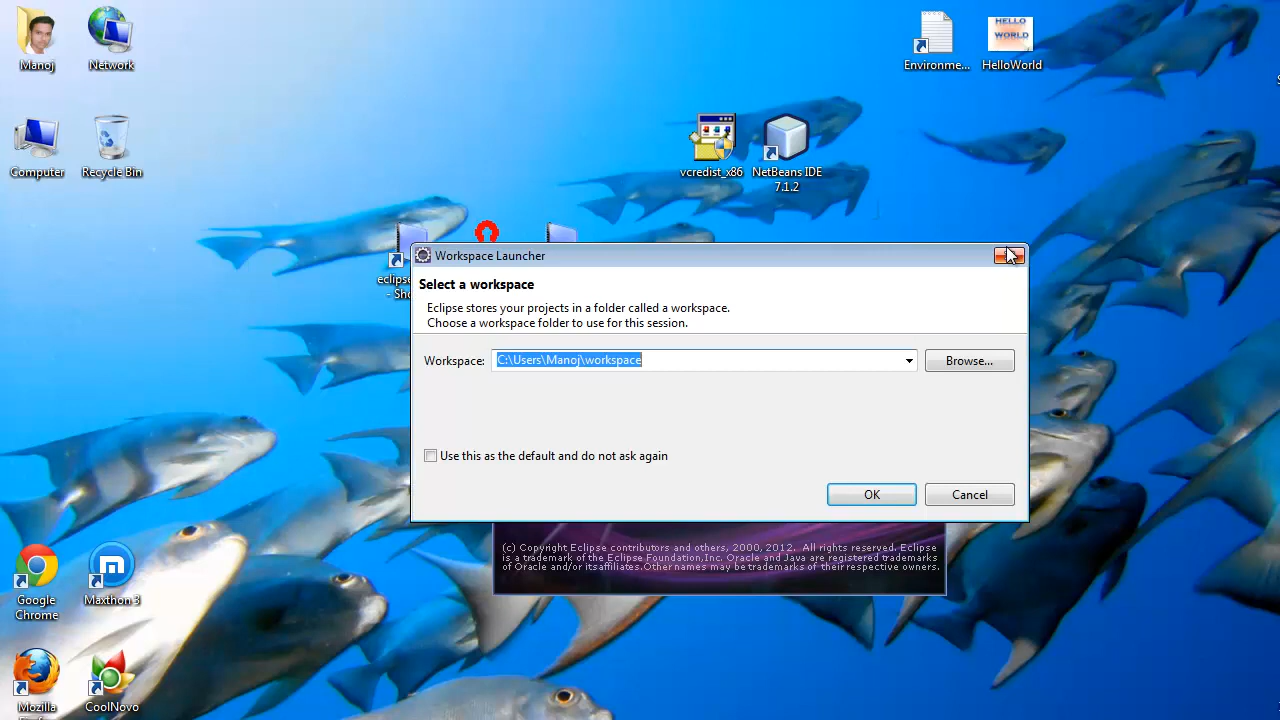 Manoj
Network
Environme...
HelloWorld
HELLO
WORLD
Computer
Recycle Bin
vcredist_x86
NetBeans IDE
7.1.2
eclipse
- Sho
Workspace Launcher
Select a workspace
Eclipse stores your projects in a folder called a workspace.
Choose a workspace folder to use for this session.
Workspace:
C:\Users\Manoj\workspace
Browse...
Use this as the default and do not ask again
OK
Cancel
(c) Copyright Eclipse contributors and others, 2000, 2012. All rights reserved. Eclipse
is a trademark of the Eclipse Foundation,Inc. Oracle and Java are registered trademarks
of Oracle and/or itsaffiliates.Other names may be trademarks of their respective owners.
Google
Chrome
Maxthon 3
Mozilla
CoolNovo